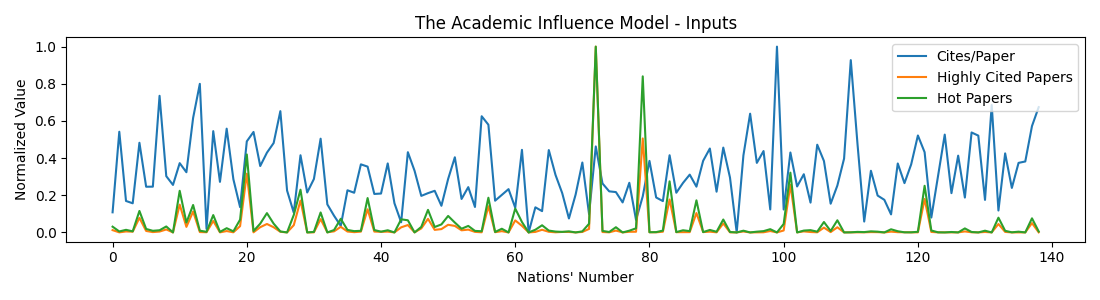 The Academic Influence Model - Inputs
Normalized Value
1.0
0.8
0.6
0.4
0.2
0.0
Cites/Paper
Highly Cited Papers
Hot Papers
0 20 40 60 80 100 120 140
Nations' Number